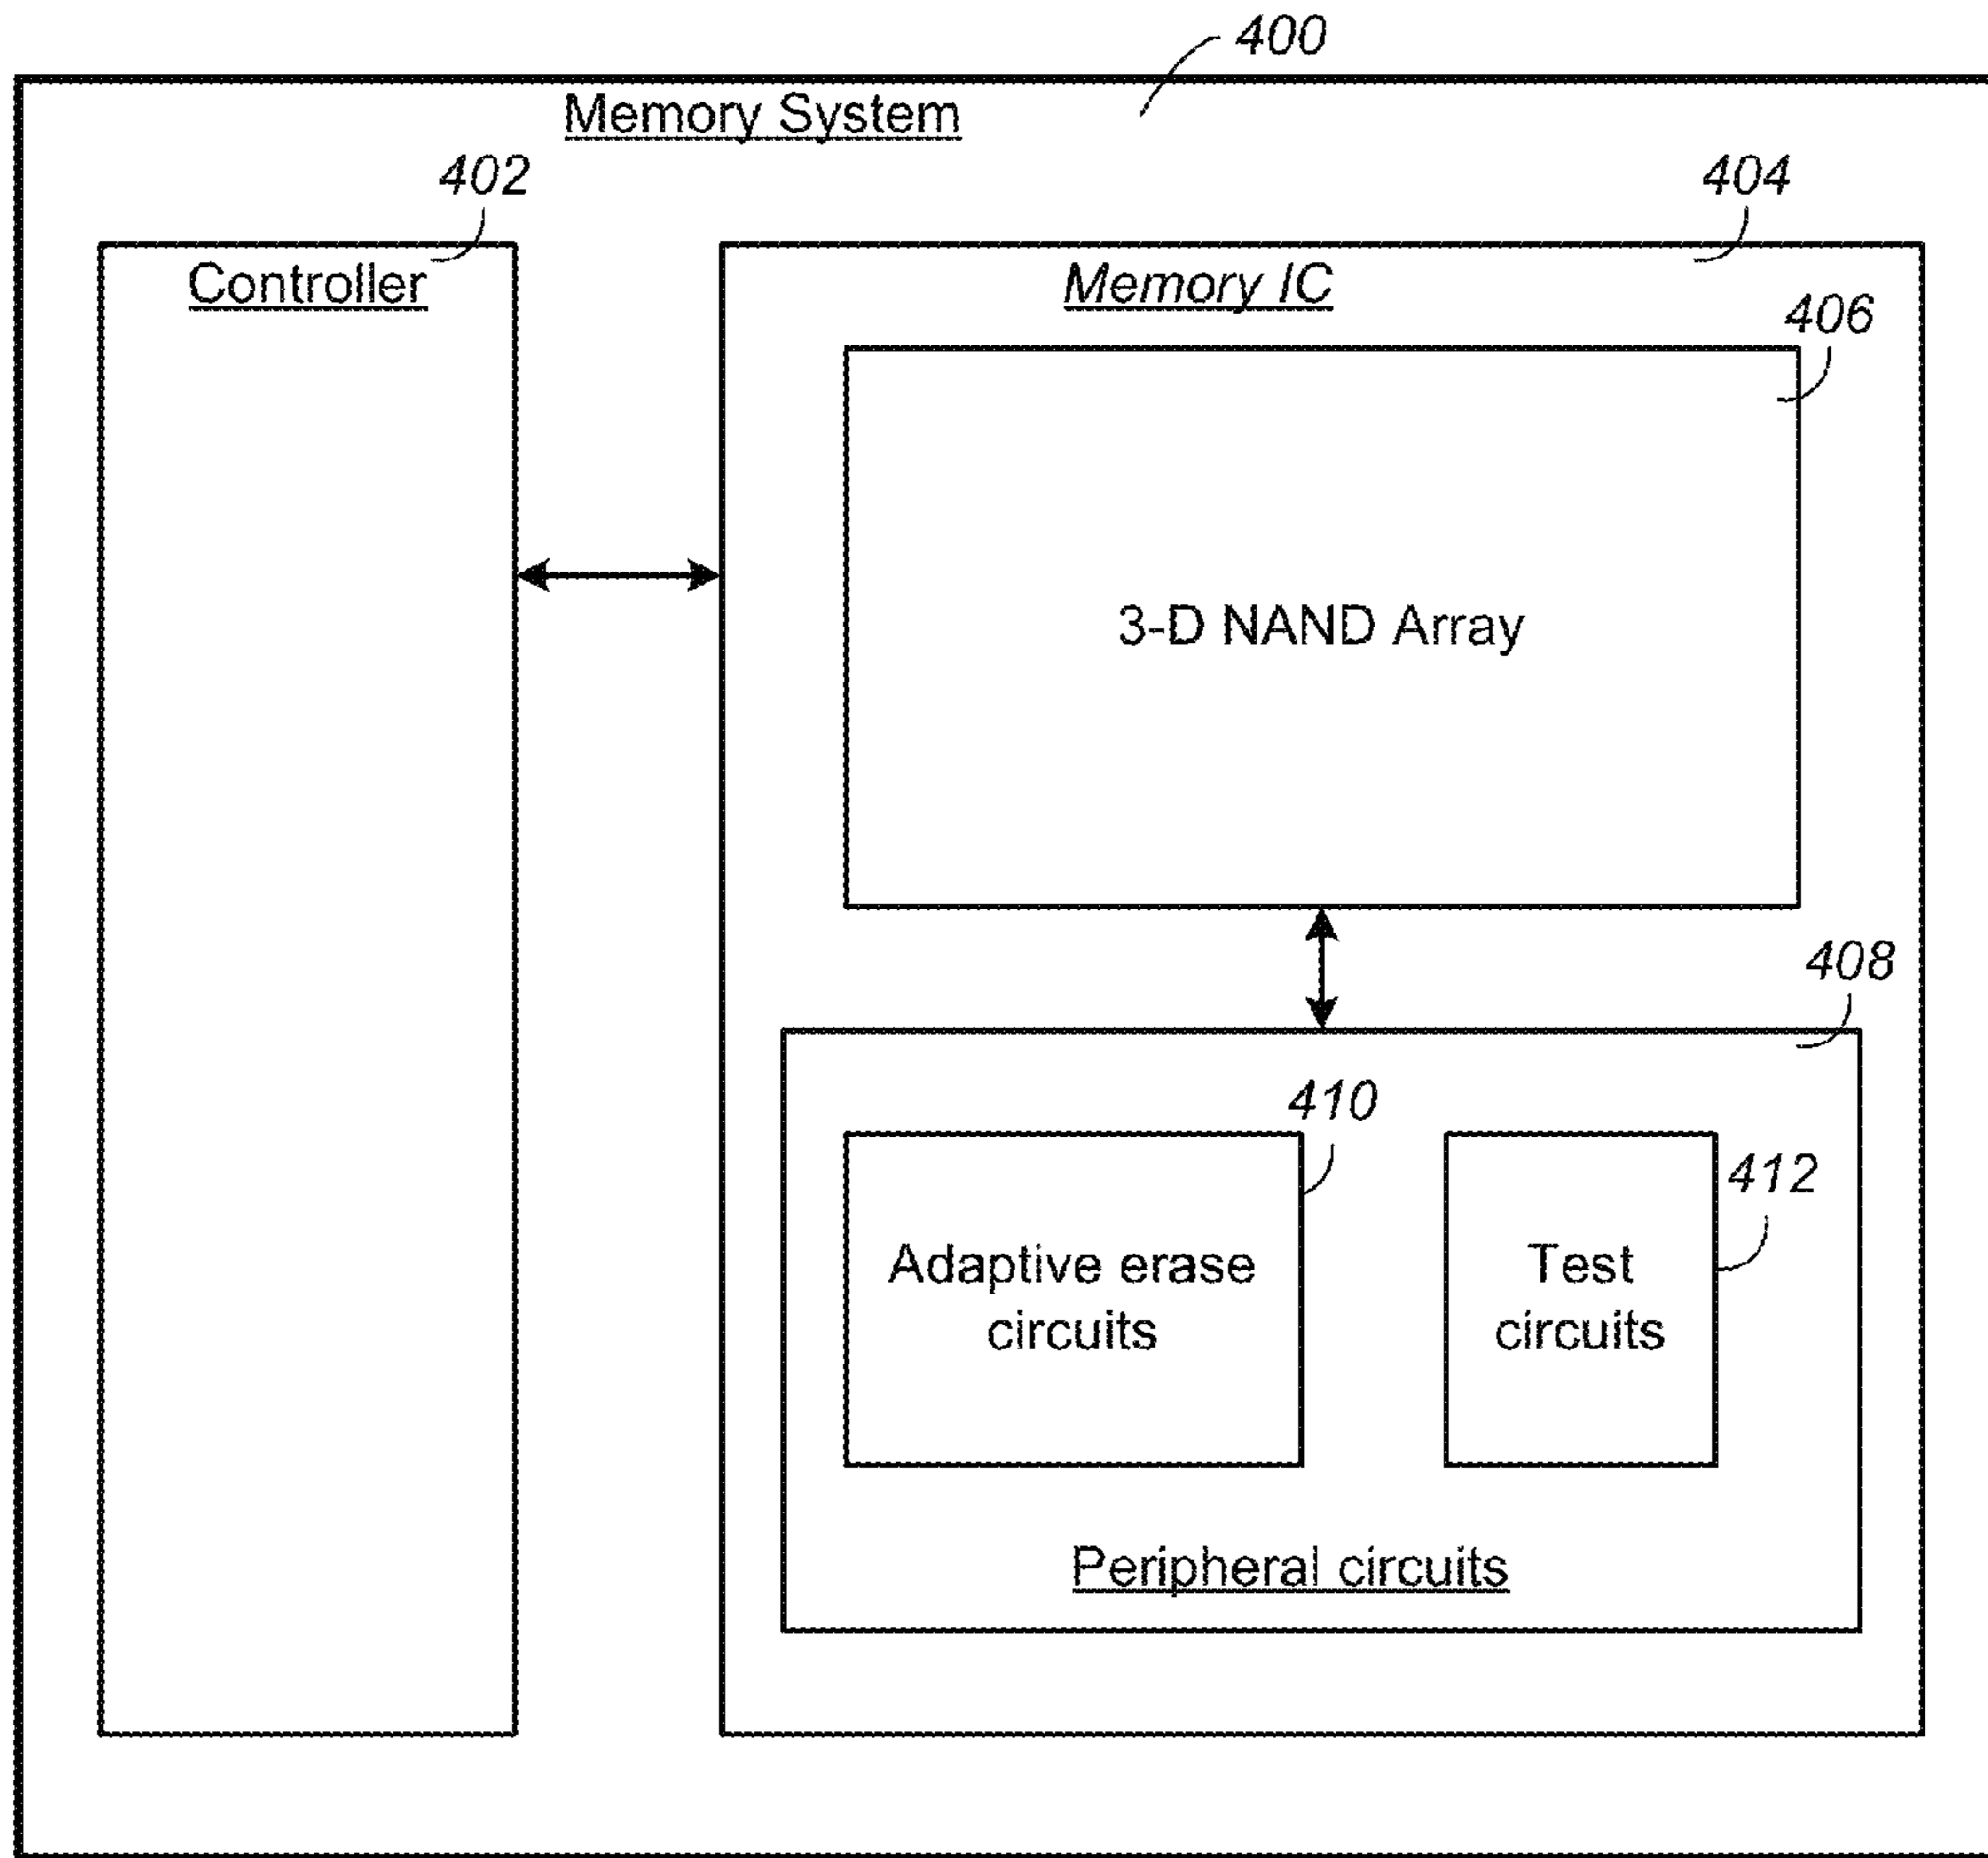 400
Memory System
402
404
Controller
Memory IC
406
3-D NAND Array
408
410
412
Adaptive erase
circuits
Test
circuits
Peripheral circuits